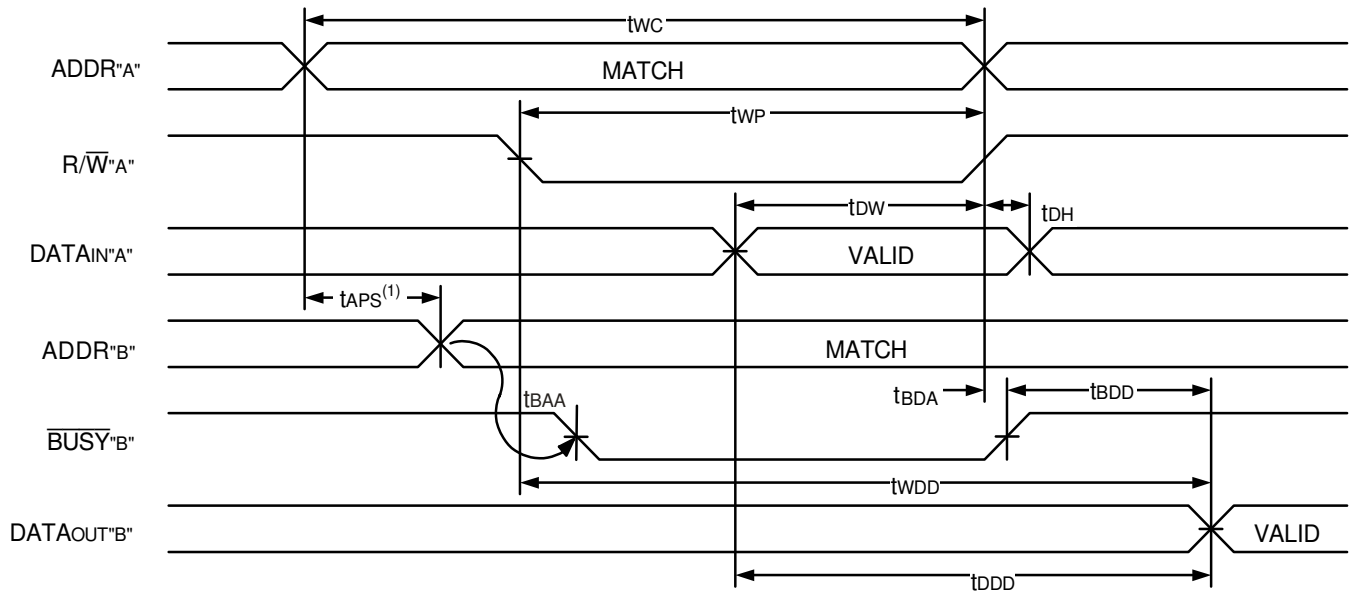 tWC
ADDR"A"
MATCH
tWP
R/W̅"A"
tDW
tDH
DATAIN"A"
VALID
tAPS(1)
ADDR"B"
MATCH
tBDA
tBDD
tBAA
B̅U̅S̅Y̅"B"
tWDD
DATAOUT"B"
VALID
tDDD